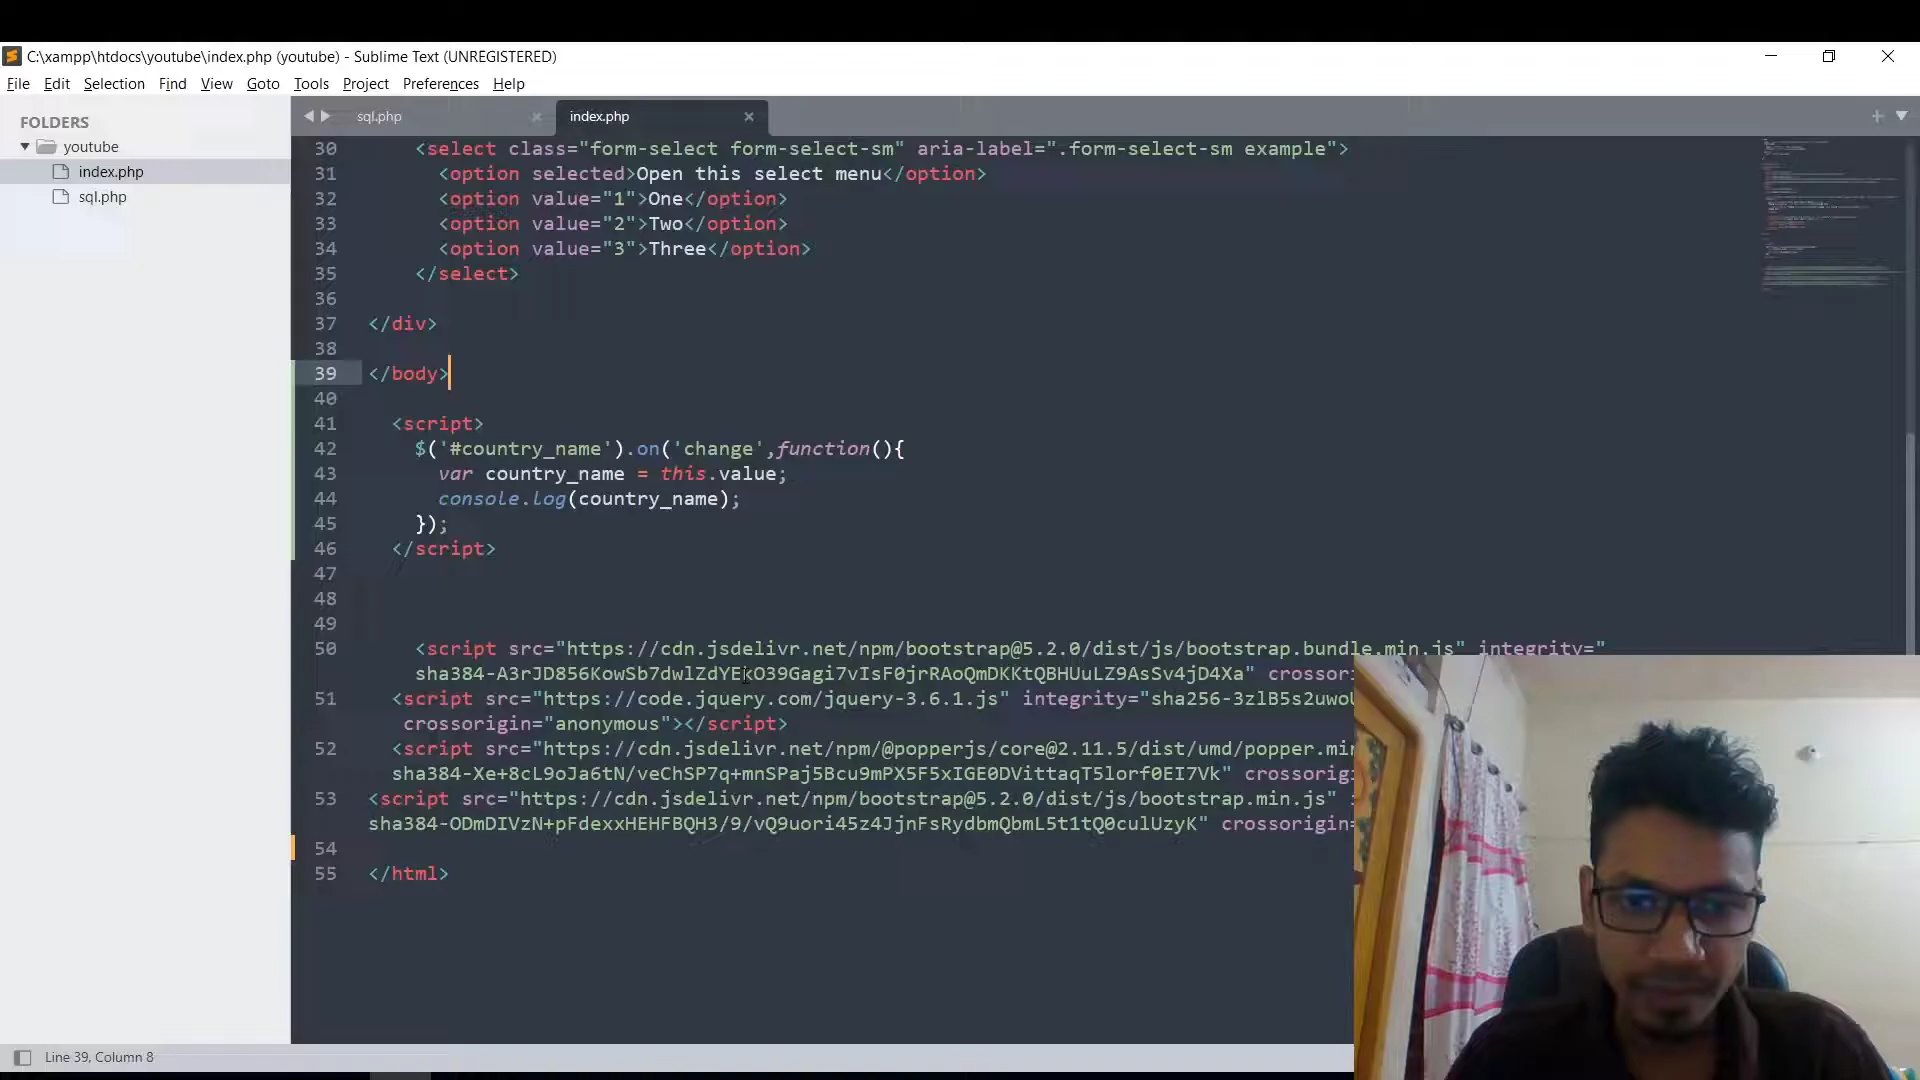 C:\xampp\htdocs\youtube\index.php (youtube) - Sublime Text (UNREGISTERED)
File Edit Selection Find View Goto Tools Project Preferences Help
FOLDERS
youtube
index.php
sql.php
sql.php index.php
30 <select class="form-select form-select-sm" aria-label=".form-select-sm example">
31 <option selected>Open this select menu</option>
32 <option value="1">One</option>
33 <option value="2">Two</option>
34 <option value="3">Three</option>
35 </select>
36
37 </div>
38
39 </body>
40
41 <script>
42 $('#country_name').on('change',function(){
43 var country_name = this.value;
44 console.log(country_name);
45 });
46 </script>
47
48
49
50 <script src="https://cdn.jsdelivr.net/npm/bootstrap@5.2.0/dist/js/bootstrap.bundle.min.js" integrity="
sha384-A3rJD856KowSb7dwlZdYEkO39Gagi7vIsF0jrRAoQmDKKtQBHUuLZ9AsSv4jD4Xa" crossori
51 <script src="https://code.jquery.com/jquery-3.6.1.js" integrity="sha256-3zlB5s2uwo
crossorigin="anonymous"></script>
52 <script src="https://cdn.jsdelivr.net/npm/@popperjs/core@2.11.5/dist/umd/popper.mi
sha384-Xe+8cL9oJa6tN/veChSP7q+mnSPaj5Bcu9mPX5F5xIGE0DVittaqT5lorf0EI7Vk" crossorig
53 <script src="https://cdn.jsdelivr.net/npm/bootstrap@5.2.0/dist/js/bootstrap.min.js"
sha384-ODmDIVzN+pFdexxHEHFBQH3/9/vQ9uori45z4JjnFsRydbmQbmL5t1tQ0culUzyK" crossorigin=
54
55 </html>
Line 39, Column 8